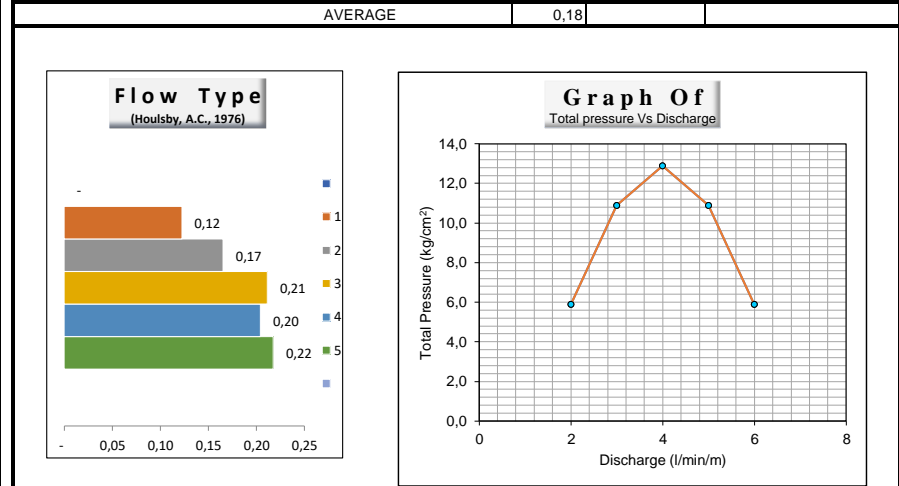 AVERAGE 0,18
Flow Type
(Houlsby, A.C., 1976)
-
0,12
0,17
0,21
0,20
0,22
1
2
3
4
5
- 0,05 0,10 0,15 0,20 0,25
Graph Of
Total pressure Vs Discharge
14,0
12,0
10,0
8,0
6,0
4,0
2,0
0,0
Total Pressure (kg/cm²)
0 2 4 6 8
Discharge (l/min/m)